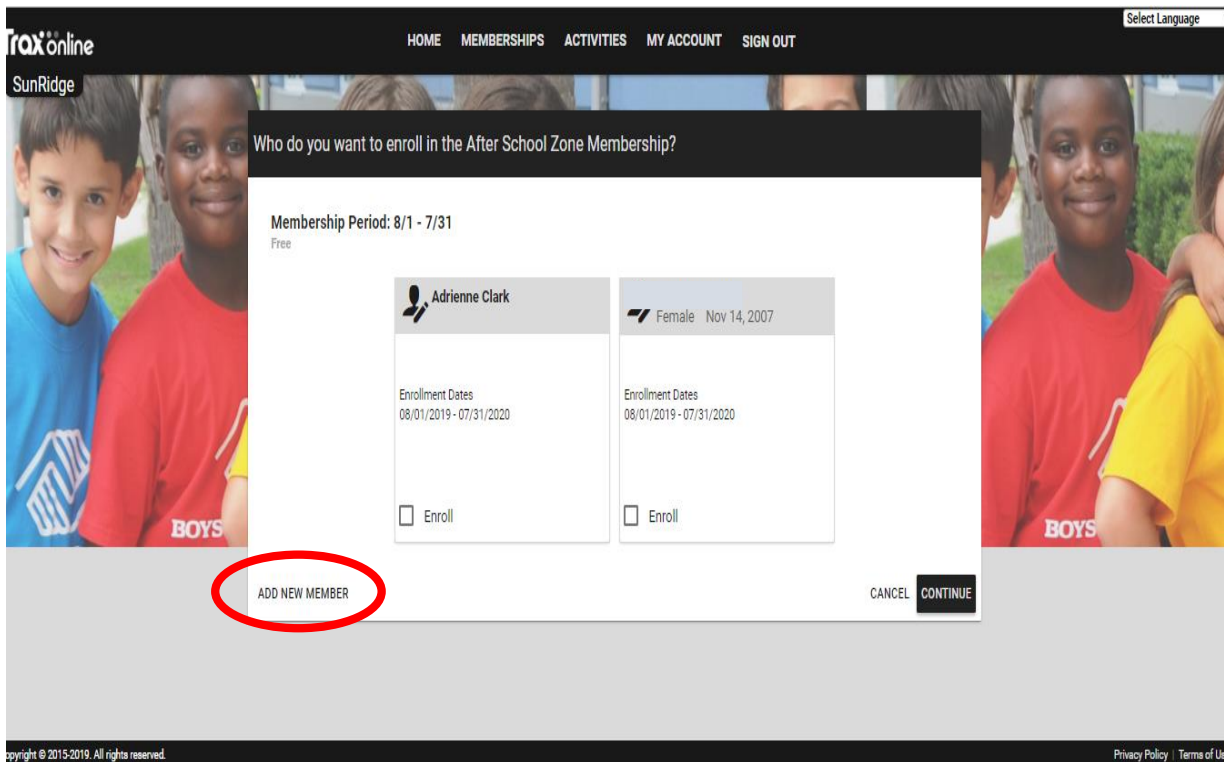 Select Language
Trax online
HOME MEMBERSHIPS ACTIVITIES MY ACCOUNT SIGN OUT
SunRidge
Who do you want to enroll in the After School Zone Membership?
Membership Period: 8/1 - 7/31
Free
Adrienne Clark
Female Nov 14, 2007
Enrollment Dates
08/01/2019 - 07/31/2020
Enrollment Dates
08/01/2019 - 07/31/2020
Enroll
Enroll
BOYS
BOYS
ADD NEW MEMBER
CANCEL CONTINUE
opyright © 2015-2019. All rights reserved.
Privacy Policy | Terms of Us